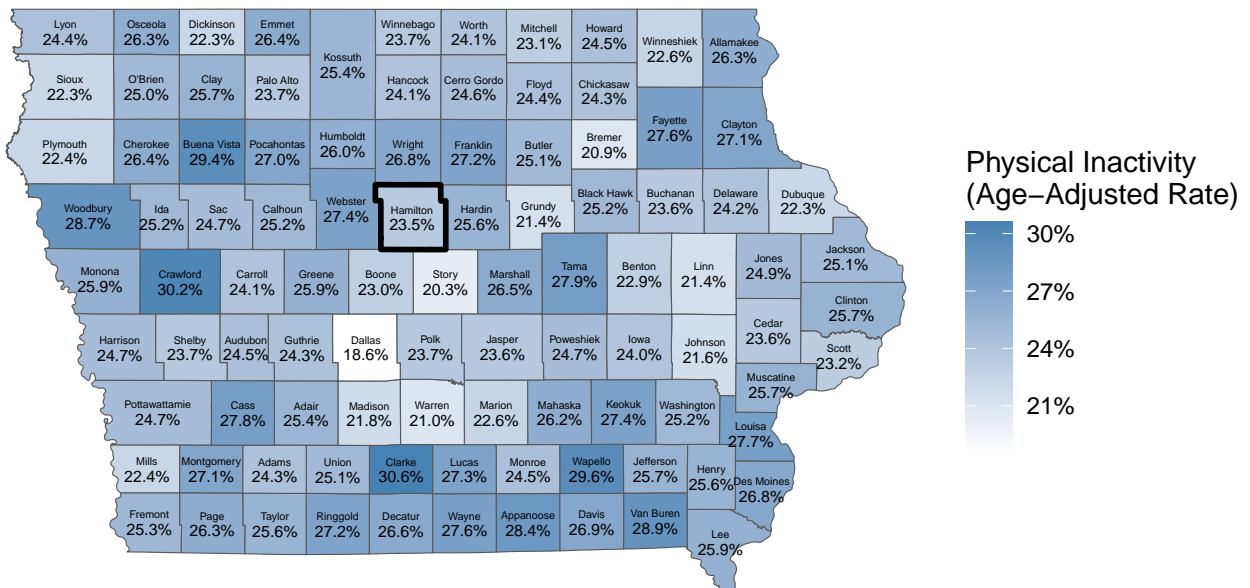 Lyon
24.4%
Osceola
26.3%
Dickinson
22.3%
Emmet
26.4%
Kossuth
25.4%
Winnebago
23.7%
Worth
24.1%
Mitchell
23.1%
Howard
24.5%
Winneshiek
22.6%
Allamakee
26.3%
Sioux
22.3%
O'Brien
25.0%
Clay
25.7%
Palo Alto
23.7%
Hancock
24.1%
Cerro Gordo
24.6%
Floyd
24.4%
Chickasaw
24.3%
Fayette
27.6%
Clayton
27.1%
Plymouth
22.4%
Cherokee
26.4%
Buena Vista
29.4%
Pocahontas
27.0%
Humboldt
26.0%
Wright
26.8%
Franklin
27.2%
Butler
25.1%
Bremer
20.9%
Woodbury
28.7%
Ida
25.2%
Sac
24.7%
Calhoun
25.2%
Webster
27.4%
Hamilton
23.5%
Hardin
25.6%
Grundy
21.4%
Black Hawk
25.2%
Buchanan
23.6%
Delaware
24.2%
Dubuque
22.3%
Monona
25.9%
Crawford
30.2%
Carroll
24.1%
Greene
25.9%
Boone
23.0%
Story
20.3%
Marshall
26.5%
Tama
27.9%
Benton
22.9%
Linn
21.4%
Jones
24.9%
Jackson
25.1%
Clinton
25.7%
Harrison
24.7%
Shelby
23.7%
Audubon
24.5%
Guthrie
24.3%
Dallas
18.6%
Polk
23.7%
Jasper
23.6%
Poweshiek
24.7%
Iowa
24.0%
Johnson
21.6%
Cedar
23.6%
Scott
23.2%
Muscatine
25.7%
Pottawattamie
24.7%
Cass
27.8%
Adair
25.4%
Madison
21.8%
Warren
21.0%
Marion
22.6%
Mahaska
26.2%
Keokuk
27.4%
Washington
25.2%
Louisa
27.7%
Mills
22.4%
Montgomery
27.1%
Adams
24.3%
Union
25.1%
Clarke
30.6%
Lucas
27.3%
Monroe
24.5%
Wapello
29.6%
Jefferson
25.7%
Henry
25.6%
Des Moines
26.8%
Fremont
25.3%
Page
26.3%
Taylor
25.6%
Ringgold
27.2%
Decatur
26.6%
Wayne
27.6%
Appanoose
28.4%
Davis
26.9%
Van Buren
28.9%
Lee
25.9%
Physical Inactivity
(Age−Adjusted Rate)
30%
27%
24%
21%